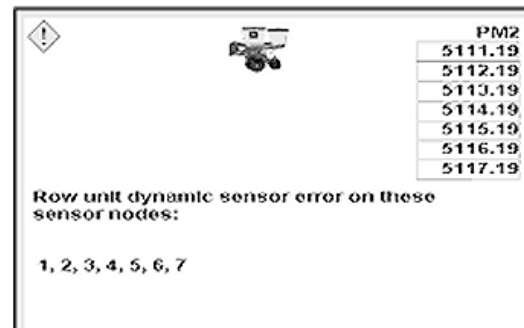 PM2
5111.19
5112.19
5113.19
5114.19
5115.19
5116.19
5117.19
Row unit dynamic sensor error on these
sensor nodes:
1, 2, 3, 4, 5, 6, 7